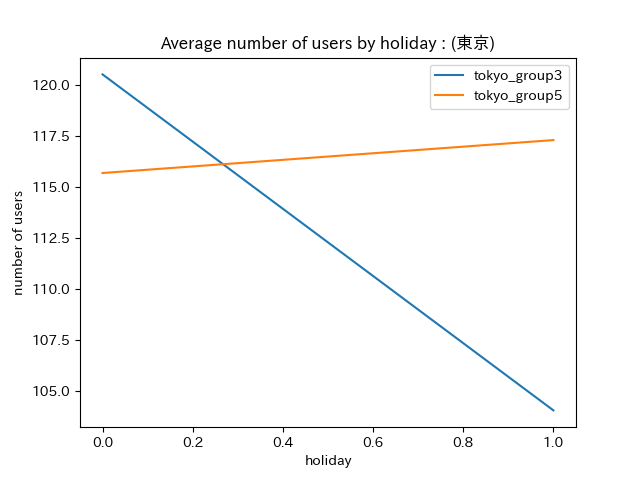 Average number of users by holiday : (東京)
tokyo_group3
tokyo_group5
number of users
120.0
117.5
115.0
112.5
110.0
107.5
105.0
0.0 0.2 0.4 0.6 0.8 1.0
holiday